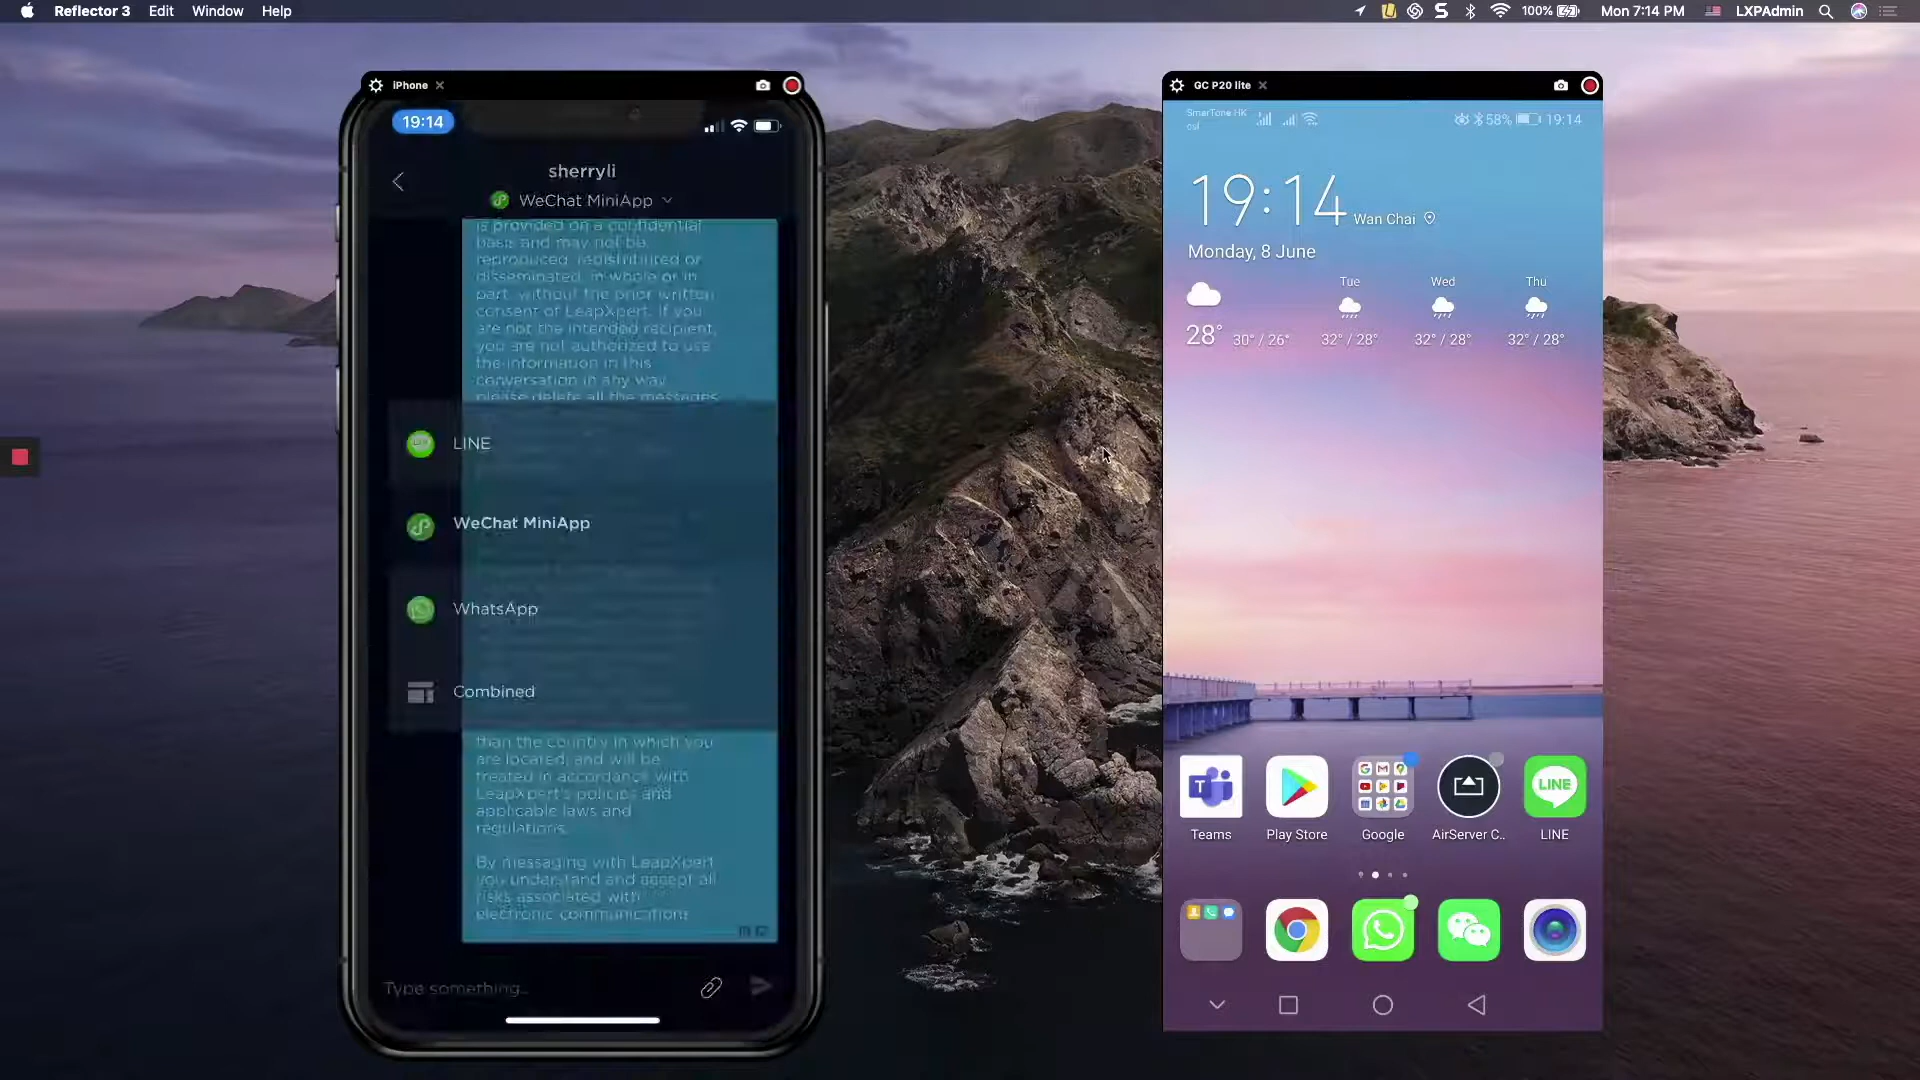 Reflector 3 Edit Window Help
100% Mon 7:14 PM LXPAdmin
iPhone
19:14
sherryli
WeChat MiniApp
is provided on a confidential
basis and may not be
reproduced, redistributed or
disseminated, in whole or in
part, without the prior written
consent of LeapXpert. If you
are not the intended recipient,
you are not authorized to use
the information in this
conversation in any way
please delete all the messages
LINE
WeChat MiniApp
WhatsApp
Combined
than the country in which you
are located, and will be
treated in accordance with
LeapXpert's policies and
applicable laws and
regulations.
By messaging with LeapXpert
you understand and accept all
risks associated with
electronic communications
Type something...
GC P20 lite
SmarTone HK
csl
58% 19:14
19:14 Wan Chai
Monday, 8 June
Tue Wed Thu
28° 30° / 26° 32° / 28° 32° / 28° 32° / 28°
LINE
Teams Play Store Google AirServer C.. LINE